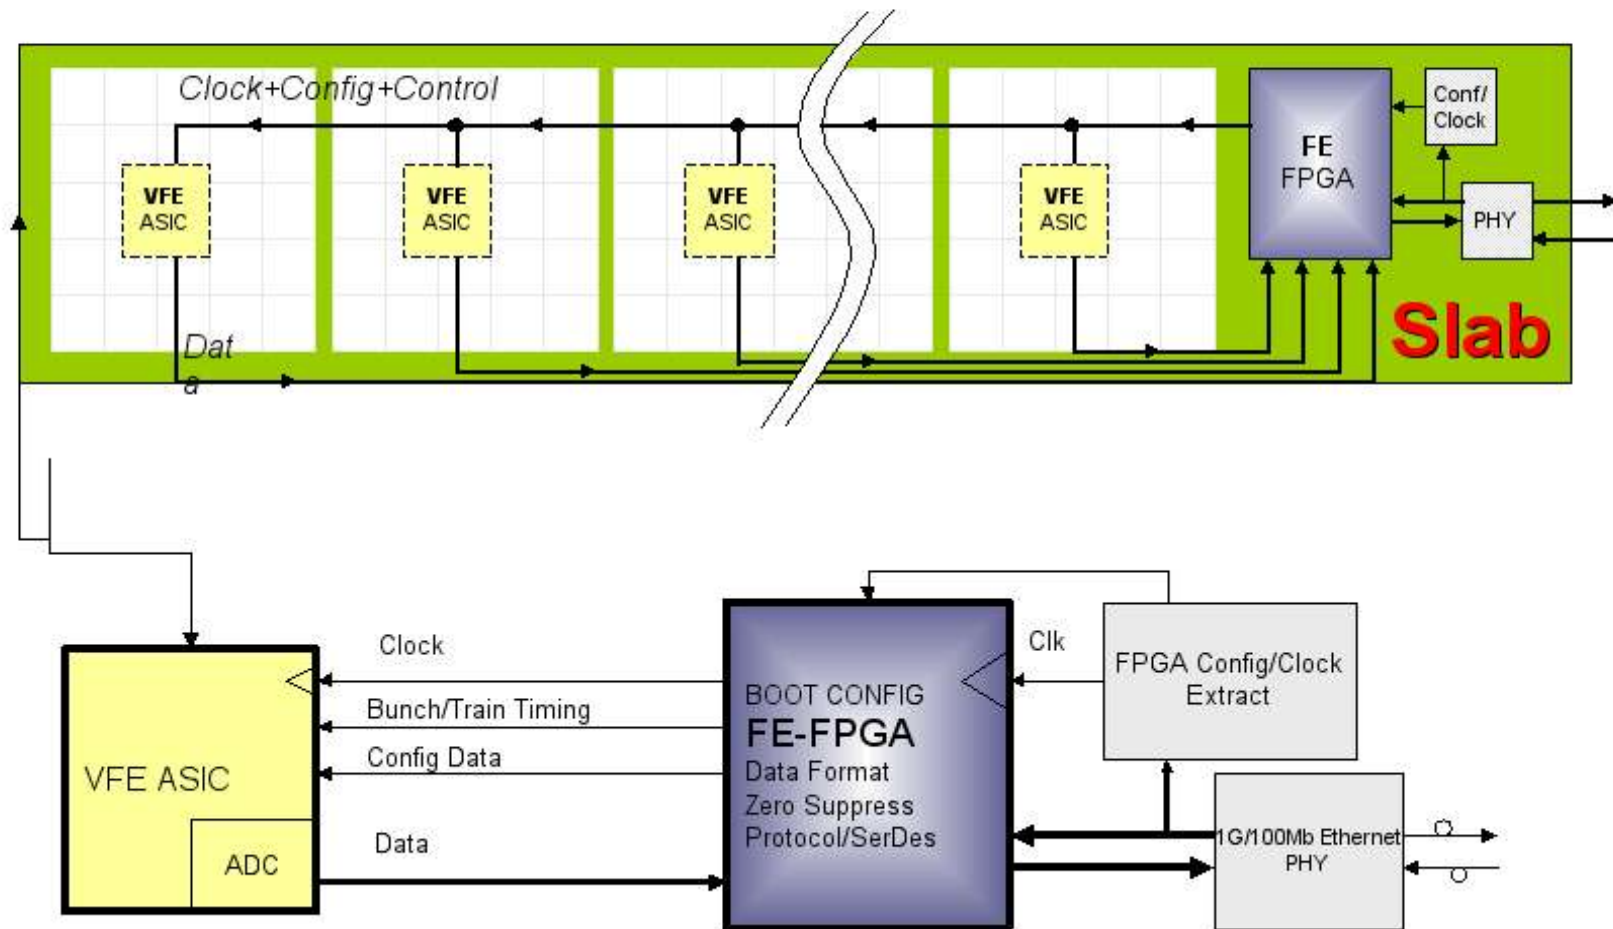 Clock+Config+Control
Conf/
Clock
FE
FPGA
VFE
ASIC
VFE
ASIC
VFE
ASIC
VFE
ASIC
PHY
Slab
Dat
a
Clock
Clk
FPGA Config/Clock
Extract
BOOT CONFIG
Bunch/Train Timing
FE-FPGA
Config Data
Data Format
VFE ASIC
Zero Suppress
Protocol/SerDes
1G/100Mb Ethernet
PHY
Data
ADC